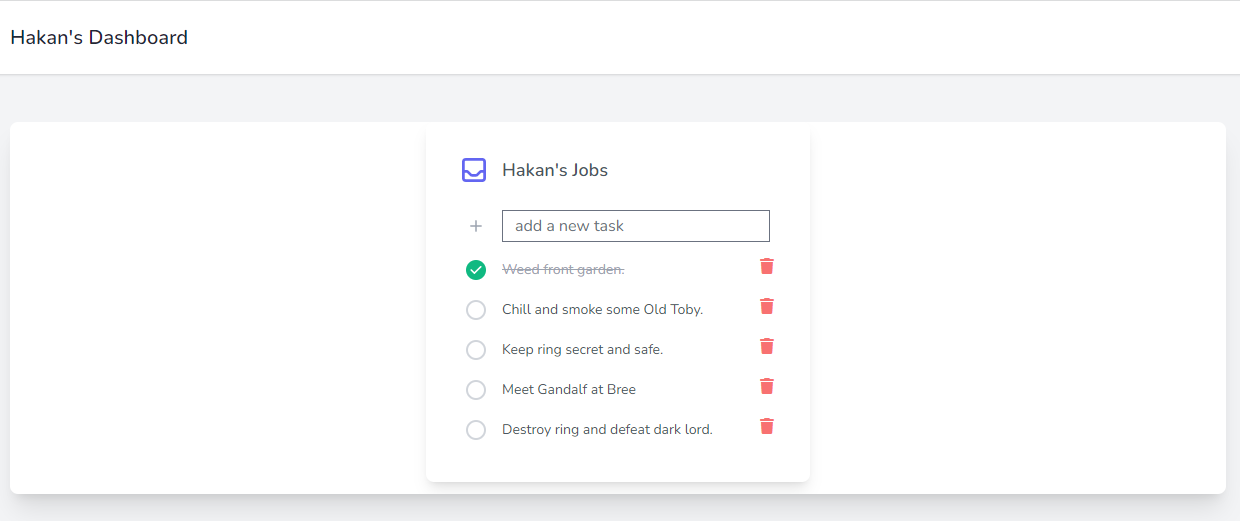 Hakan's Dashboard
Hakan's Jobs
add a new task
Weed front garden.
Chill and smoke some Old Toby.
Keep ring secret and safe.
Meet Gandalf at Bree
Destroy ring and defeat dark lord.